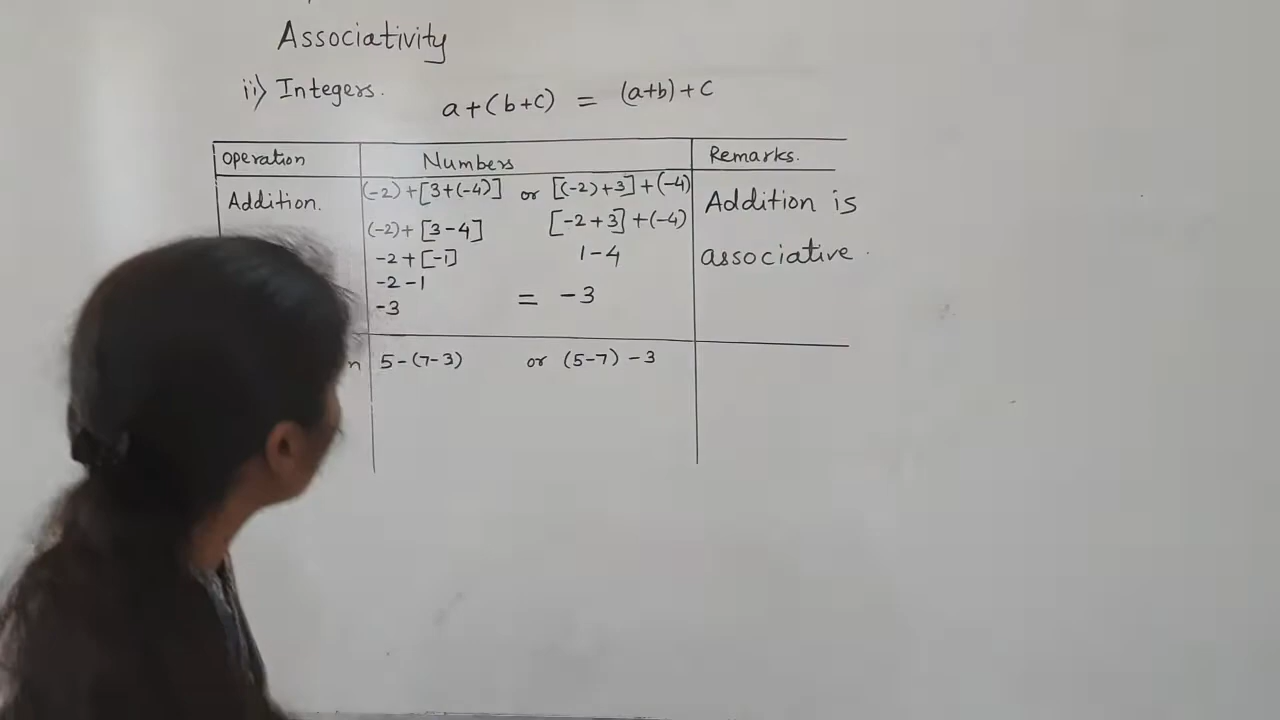 Associativity
ii) Integers.
a+(b+c) = (a+b)+c
operation Numbers Remarks.
Addition. (-2)+[3+(-4)] or [(-2)+3]+(-4) Addition is
(-2)+[3-4] [-2+3]+(-4)
-2+[-1] 1-4 associative.
-2-1
-3 = -3
n 5-(7-3) or (5-7)-3